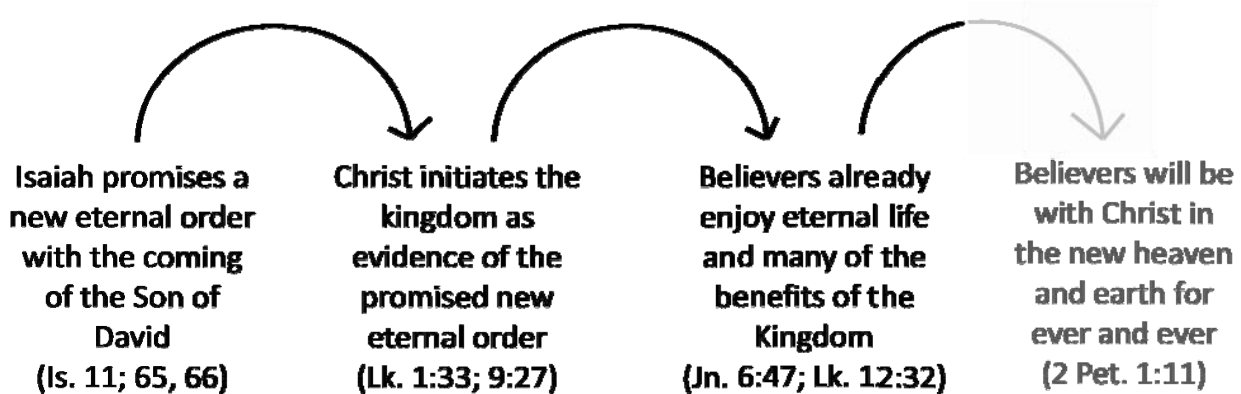 Isaiah promises a
new eternal order
with the coming
of the Son of
David
(Is. 11; 65, 66)
Christ initiates the
kingdom as
evidence of the
promised new
eternal order
(Lk. 1:33; 9:27)
Believers already
enjoy eternal life
and many of the
benefits of the
Kingdom
(Jn. 6:47; Lk. 12:32)
Believers will be
with Christ in
the new heaven
and earth for
ever and ever
(2 Pet. 1:11)